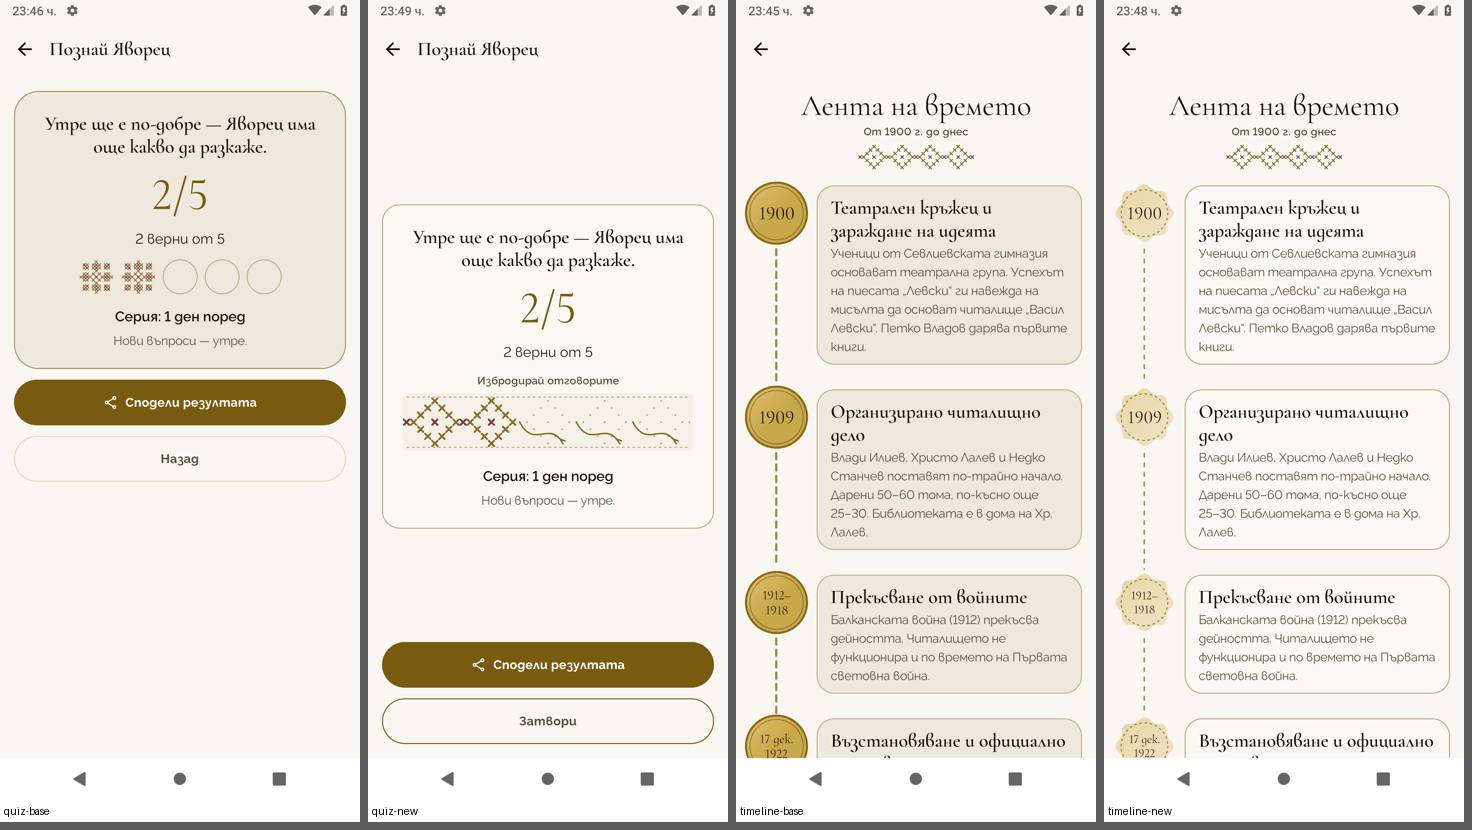 23:46 ч.
Познай Яворец
Утре ще е по-добре — Яворец има
още какво да разкаже.
2/5
2 верни от 5
Серия: 1 ден поред
Нови въпроси — утре.
Сподели резултата
Назад
quiz-base
23:49 ч.
Познай Яворец
Утре ще е по-добре — Яворец има
още какво да разкаже.
2/5
2 верни от 5
Избродирай отговорите
Серия: 1 ден поред
Нови въпроси — утре.
Сподели резултата
Затвори
quiz-new
23:45 ч.
Лента на времето
От 1900 г. до днес
1900
Театрален кръжец и
зараждане на идеята
Ученици от Севлиевската гимназия
основават театрална група. Успехът
на пиесата „Левски“ ги навежда на
мисълта да основат читалище „Васил
Левски“. Петко Владов дарява първите
книги.
1909
Организирано читалищно
дело
Влади Илиев, Христо Лалев и Недко
Станчев поставят по-трайно начало.
Дарени 50–60 тома, по-късно още
25–30. Библиотеката е в дома на Хр.
Лалев.
1912–
1918
Прекъсване от войните
Балканската война (1912) прекъсва
дейността. Читалището не
функционира и по времето на Първата
световна война.
17 дек.
1922
Възстановяване и официално
timeline-base
23:48 ч.
Лента на времето
От 1900 г. до днес
1900
Театрален кръжец и
зараждане на идеята
Ученици от Севлиевската гимназия
основават театрална група. Успехът
на пиесата „Левски“ ги навежда на
мисълта да основат читалище „Васил
Левски“. Петко Владов дарява първите
книги.
1909
Организирано читалищно
дело
Влади Илиев, Христо Лалев и Недко
Станчев поставят по-трайно начало.
Дарени 50–60 тома, по-късно още
25–30. Библиотеката е в дома на Хр.
Лалев.
1912–
1918
Прекъсване от войните
Балканската война (1912) прекъсва
дейността. Читалището не
функционира и по времето на Първата
световна война.
17 дек.
1922
Възстановяване и официално
timeline-new